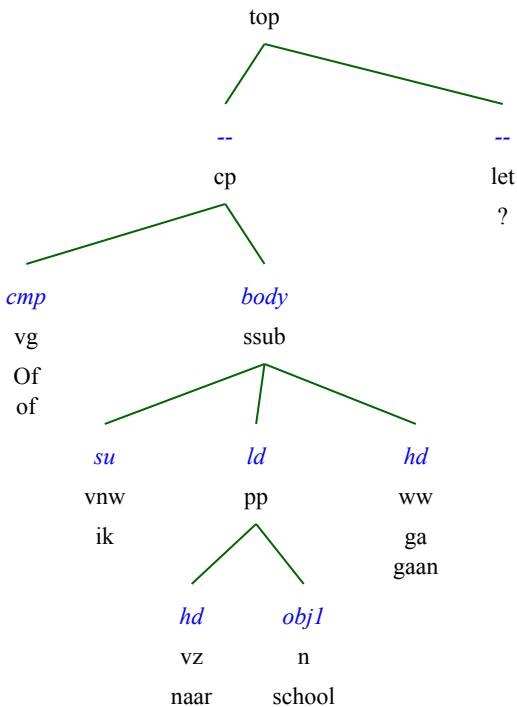 top
-- --
cp let
?
cmp body
vg ssub
Of
of
su ld hd
vnw pp ww
ik ga
gaan
hd obj1
vz n
naar school